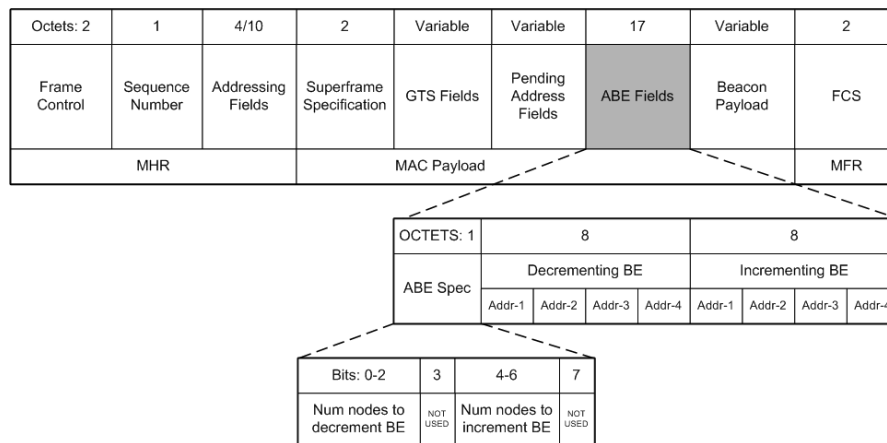 Octets: 2 1 4/10 2 Variable Variable 17 Variable 2
Frame Control
Sequence Number
Addressing Fields
Superframe Specification
GTS Fields
Pending Address Fields
ABE Fields
Beacon Payload
FCS
MHR MAC Payload MFR
OCTETS: 1 8 8
ABE Spec
Decrementing BE Incrementing BE
Addr-1 Addr-2 Addr-3 Addr-4 Addr-1 Addr-2 Addr-3 Addr-4
Bits: 0-2 3 4-6 7
Num nodes to decrement BE
NOT USED
Num nodes to increment BE
NOT USED